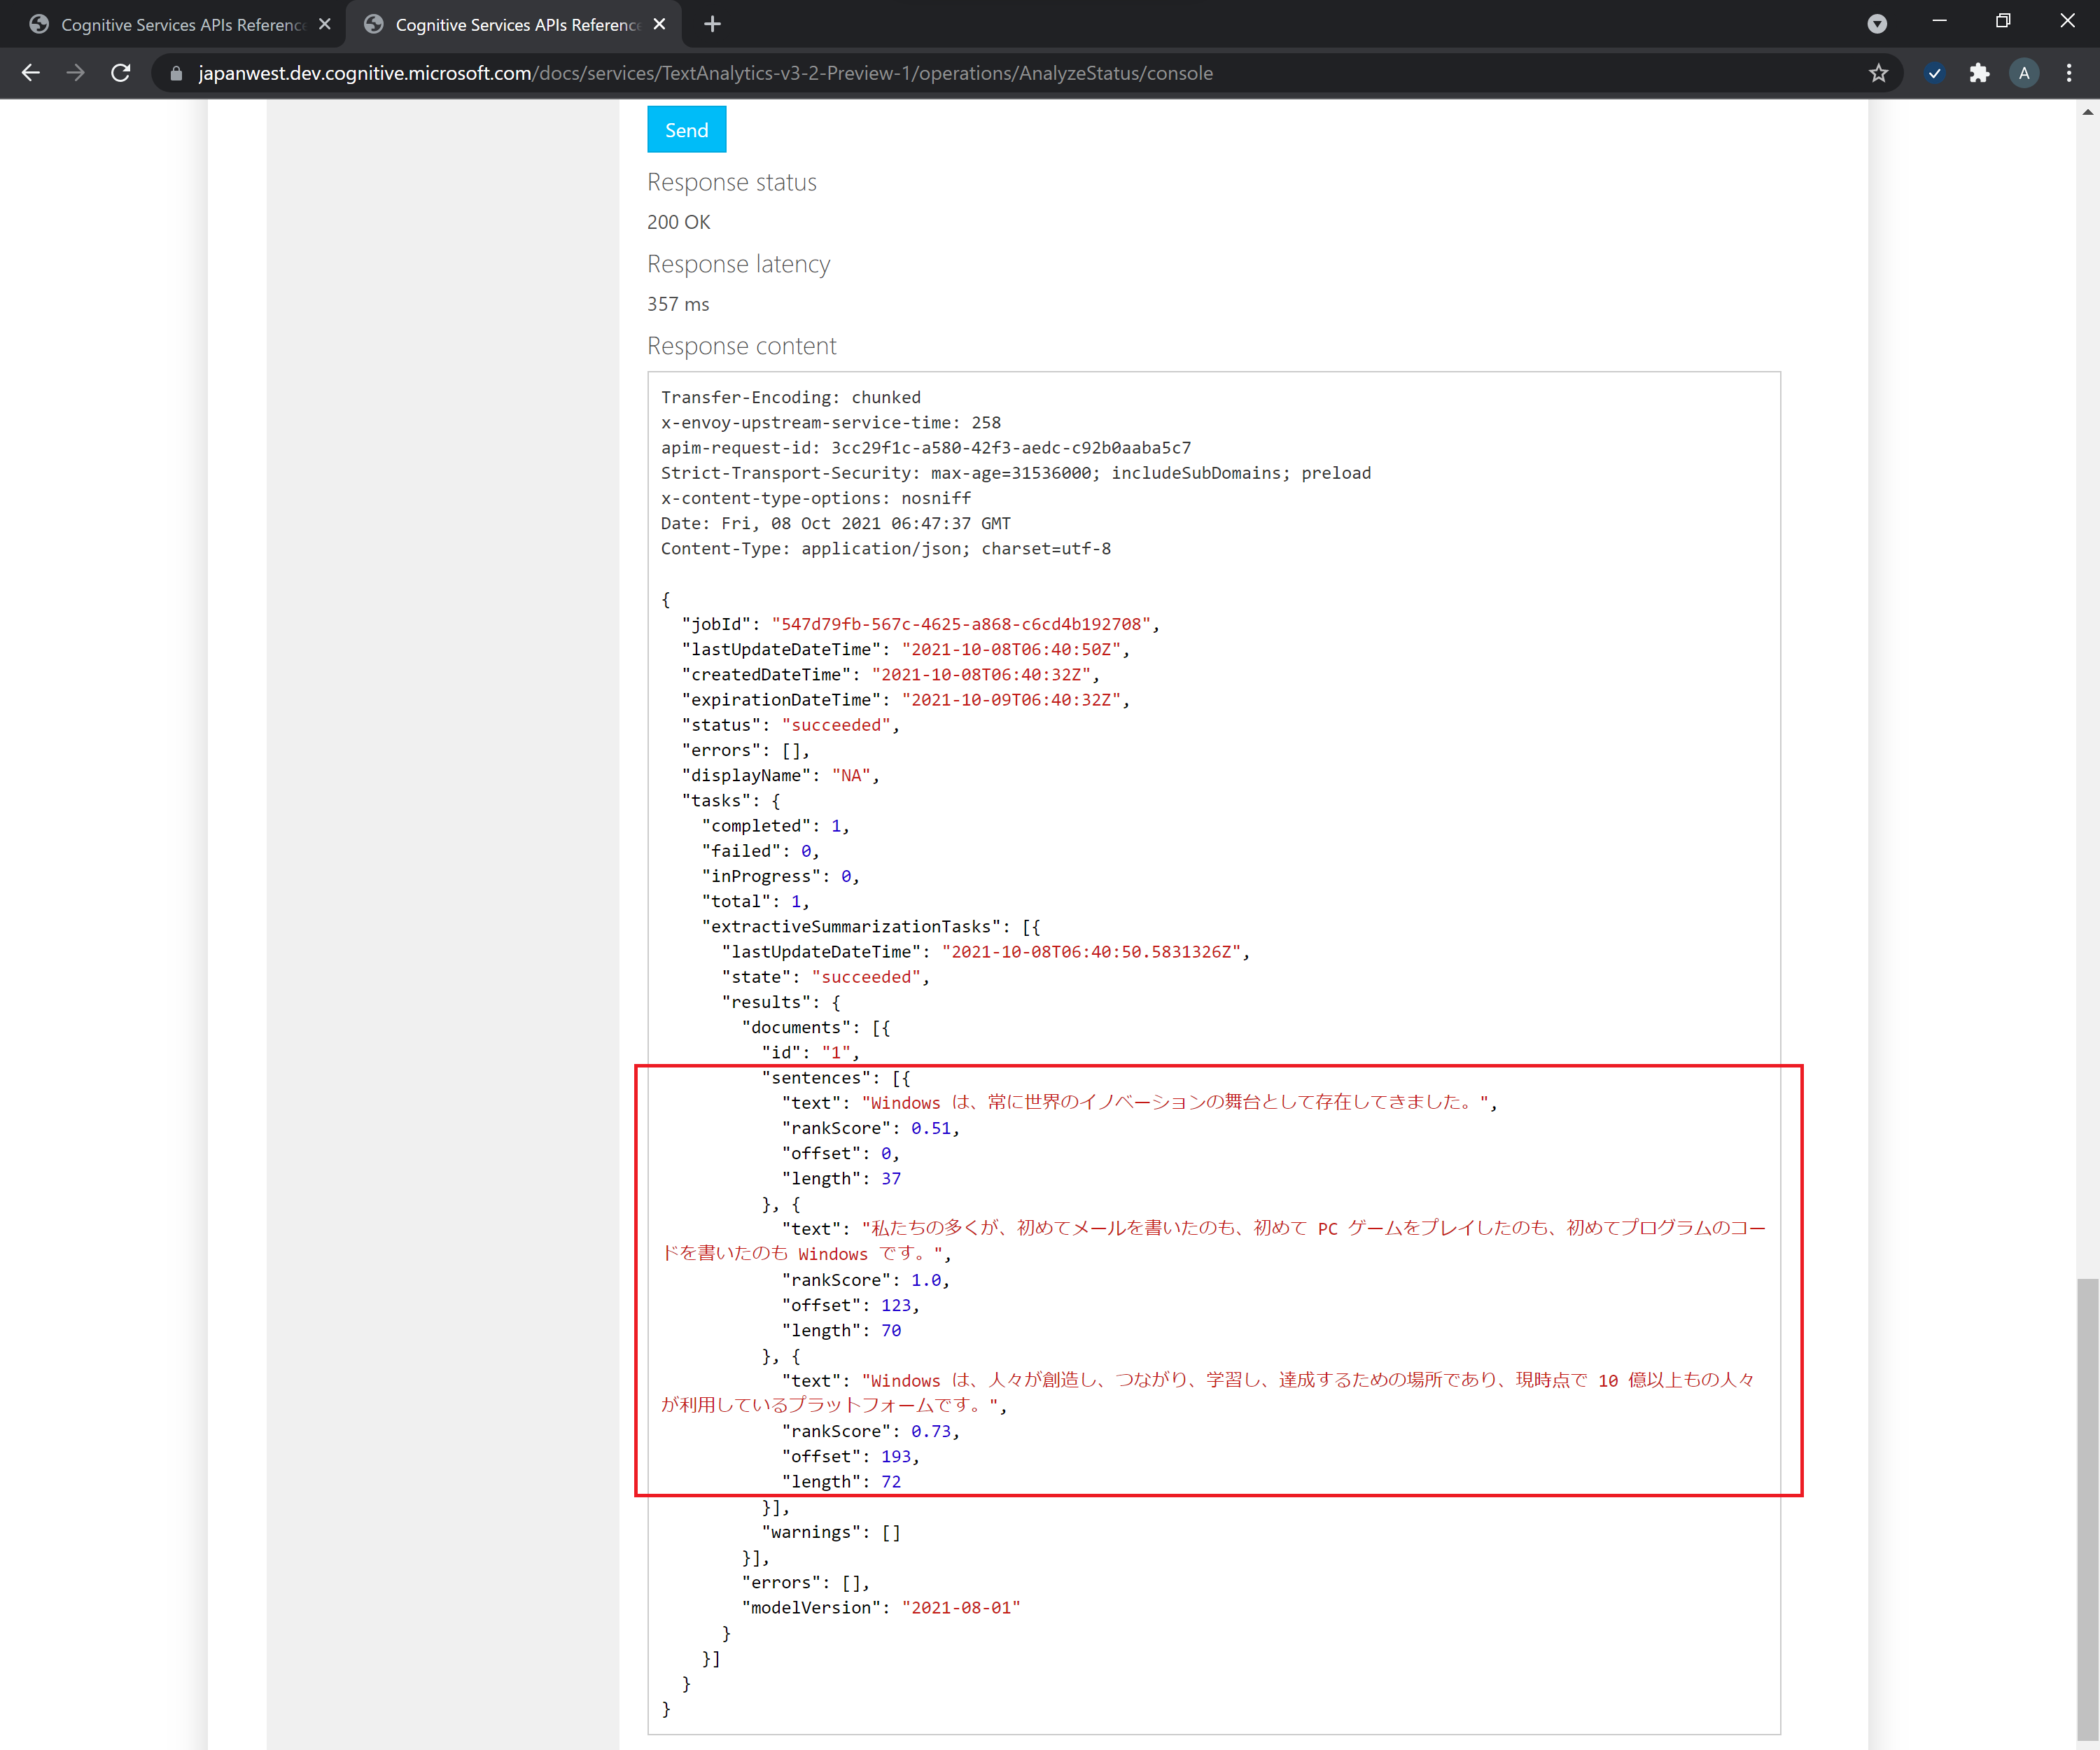 Cognitive Services APIs Reference
Cognitive Services APIs Reference
japanwest.dev.cognitive.microsoft.com/docs/services/TextAnalytics-v3-2-Preview-1/operations/AnalyzeStatus/console
A
Send
Response status
200 OK
Response latency
357 ms
Response content
Transfer-Encoding: chunked
x-envoy-upstream-service-time: 258
apim-request-id: 3cc29f1c-a580-42f3-aedc-c92b0aaba5c7
Strict-Transport-Security: max-age=31536000; includeSubDomains; preload
x-content-type-options: nosniff
Date: Fri, 08 Oct 2021 06:47:37 GMT
Content-Type: application/json; charset=utf-8
{
"jobId": "547d79fb-567c-4625-a868-c6cd4b192708",
"lastUpdateDateTime": "2021-10-08T06:40:50Z",
"createdDateTime": "2021-10-08T06:40:32Z",
"expirationDateTime": "2021-10-09T06:40:32Z",
"status": "succeeded",
"errors": [],
"displayName": "NA",
"tasks": {
"completed": 1,
"failed": 0,
"inProgress": 0,
"total": 1,
"extractiveSummarizationTasks": [{
"lastUpdateDateTime": "2021-10-08T06:40:50.5831326Z",
"state": "succeeded",
"results": {
"documents": [{
"id": "1",
"sentences": [{
"text": "Windows は、常に世界のイノベーションの舞台として存在してきました。",
"rankScore": 0.51,
"offset": 0,
"length": 37
}, {
"text": "私たちの多くが、初めてメールを書いたのも、初めて PC ゲームをプレイしたのも、初めてプログラムのコー
ドを書いたのも Windows です。",
"rankScore": 1.0,
"offset": 123,
"length": 70
}, {
"text": "Windows は、人々が創造し、つながり、学習し、達成するための場所であり、現時点で 10 億以上もの人々
が利用しているプラットフォームです。",
"rankScore": 0.73,
"offset": 193,
"length": 72
}],
"warnings": []
}],
"errors": [],
"modelVersion": "2021-08-01"
}
}]
}
}